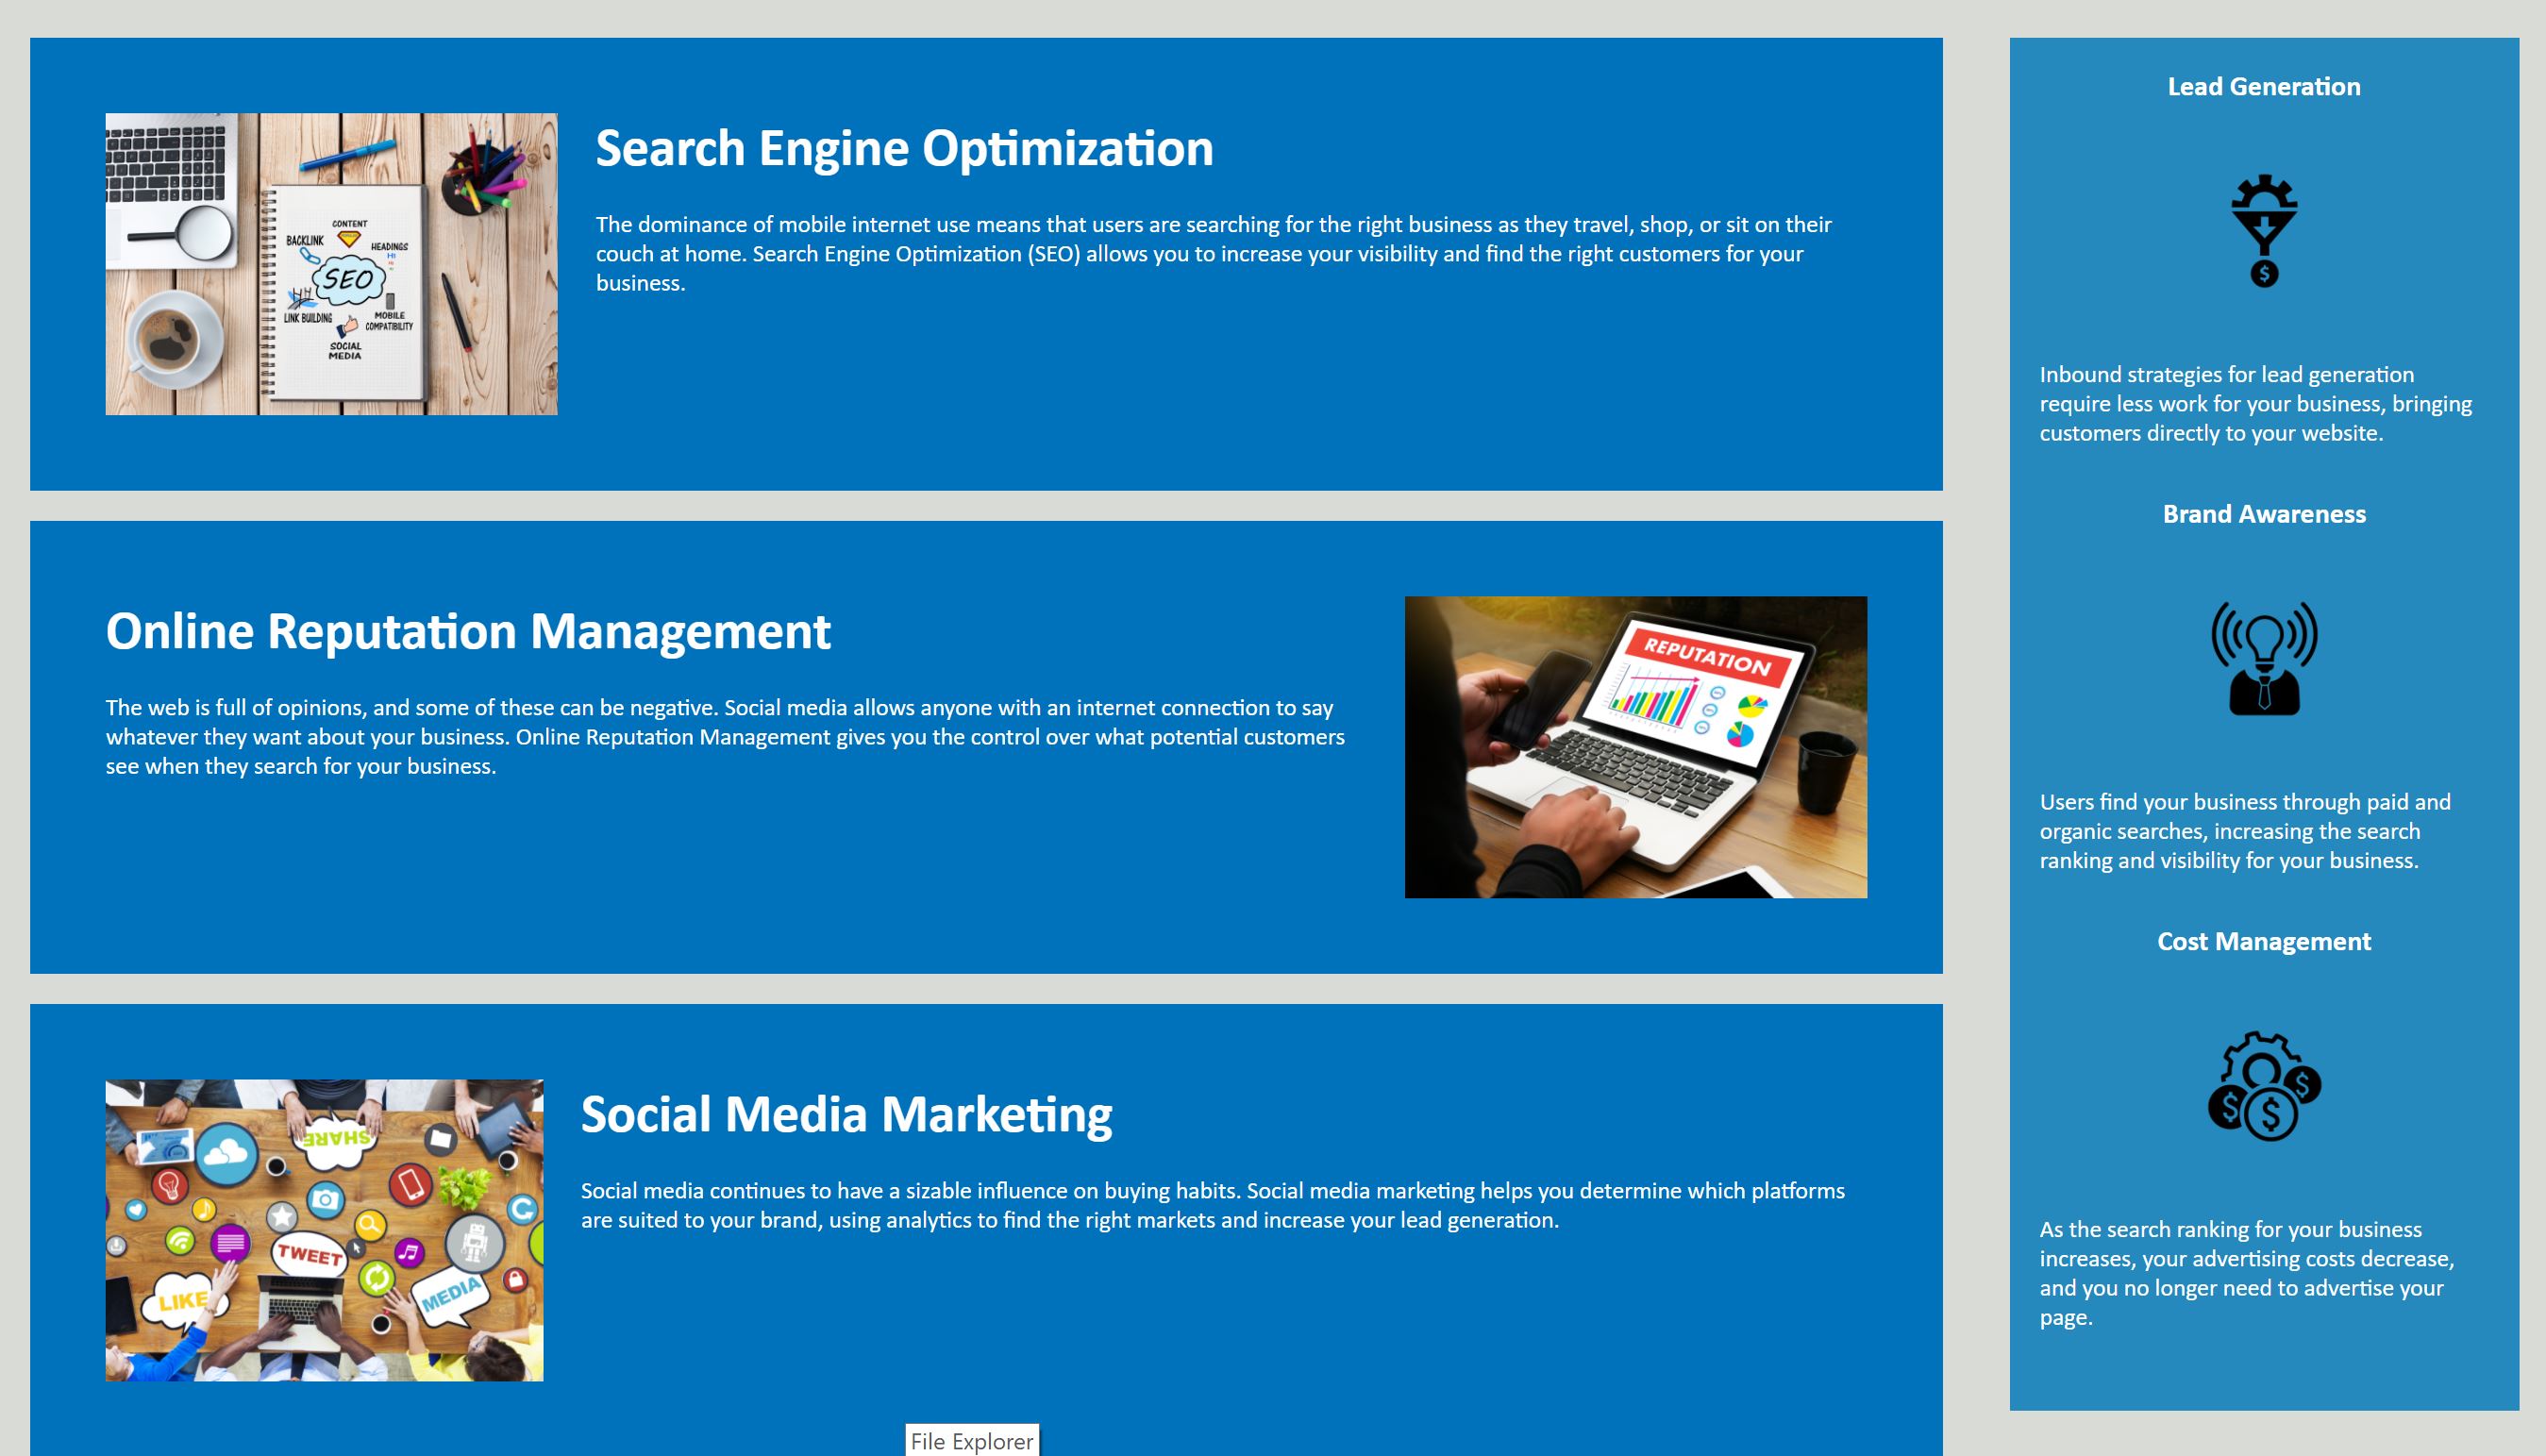 Search Engine Optimization
The dominance of mobile internet use means that users are searching for the right business as they travel, shop, or sit on their
couch at home. Search Engine Optimization (SEO) allows you to increase your visibility and find the right customers for your
business.
CONTENT
BACKLINK
HEADINGS
H1
SEO
LINK BUILDING
MOBILE
COMPATIBILITY
SOCIAL
MEDIA
Online Reputation Management
The web is full of opinions, and some of these can be negative. Social media allows anyone with an internet connection to say
whatever they want about your business. Online Reputation Management gives you the control over what potential customers
see when they search for your business.
REPUTATION
Social Media Marketing
Social media continues to have a sizable influence on buying habits. Social media marketing helps you determine which platforms
are suited to your brand, using analytics to find the right markets and increase your lead generation.
SHARE
TWEET
LIKE
MEDIA
File Explorer
Lead Generation
$
Inbound strategies for lead generation
require less work for your business, bringing
customers directly to your website.
Brand Awareness
Users find your business through paid and
organic searches, increasing the search
ranking and visibility for your business.
Cost Management
$
$ $
As the search ranking for your business
increases, your advertising costs decrease,
and you no longer need to advertise your
page.